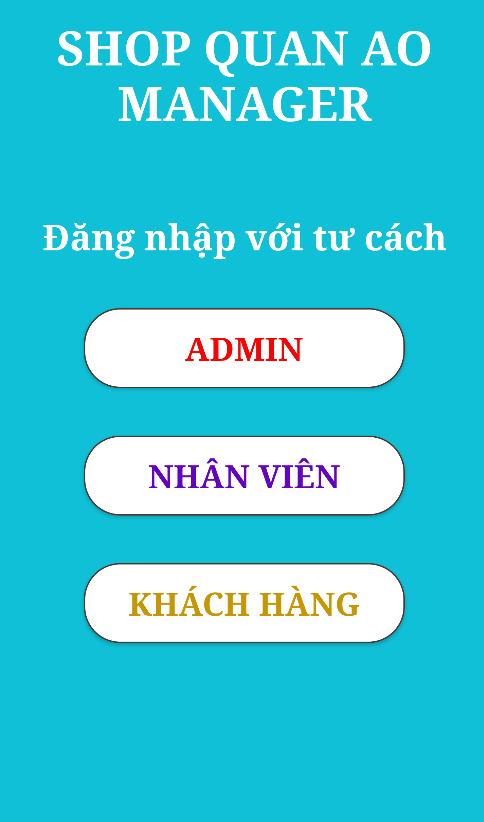 SHOP QUAN AO
MANAGER
Đăng nhập với tư cách
ADMIN
NHÂN VIÊN
KHÁCH HÀNG